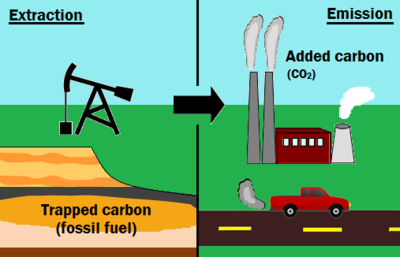 Extraction
Trapped carbon
(fossil fuel)
Emission
Added carbon
(CO₂)